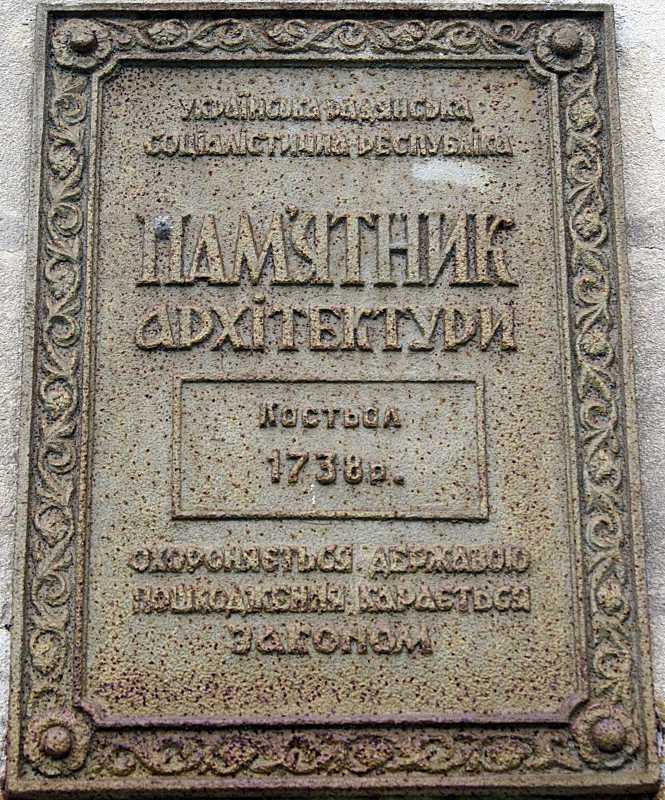 УКРАЇНСЬКА РАДЯНСЬКА
СОЦІАЛІСТИЧНА РЕСПУБЛІКА
ПАМ'ЯТНИК
АРХІТЕКТУРИ
Костьол
1738р.
ОХОРОНЯЄТЬСЯ ДЕРЖАВОЮ
ПОШКОДЖЕННЯ КАРАЄТЬСЯ
ЗАКОНОМ